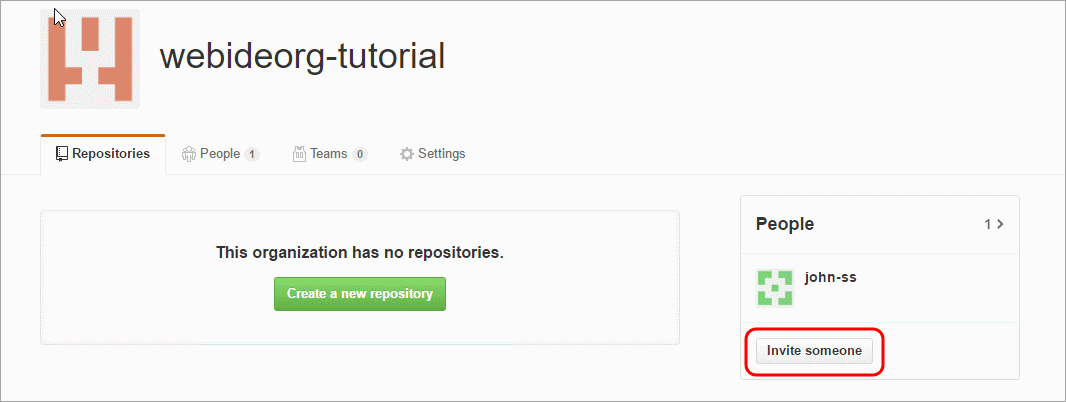 webideorg-tutorial
Repositories People 1 Teams 0 Settings
This organization has no repositories.
Create a new repository
People 1
john-ss
Invite someone